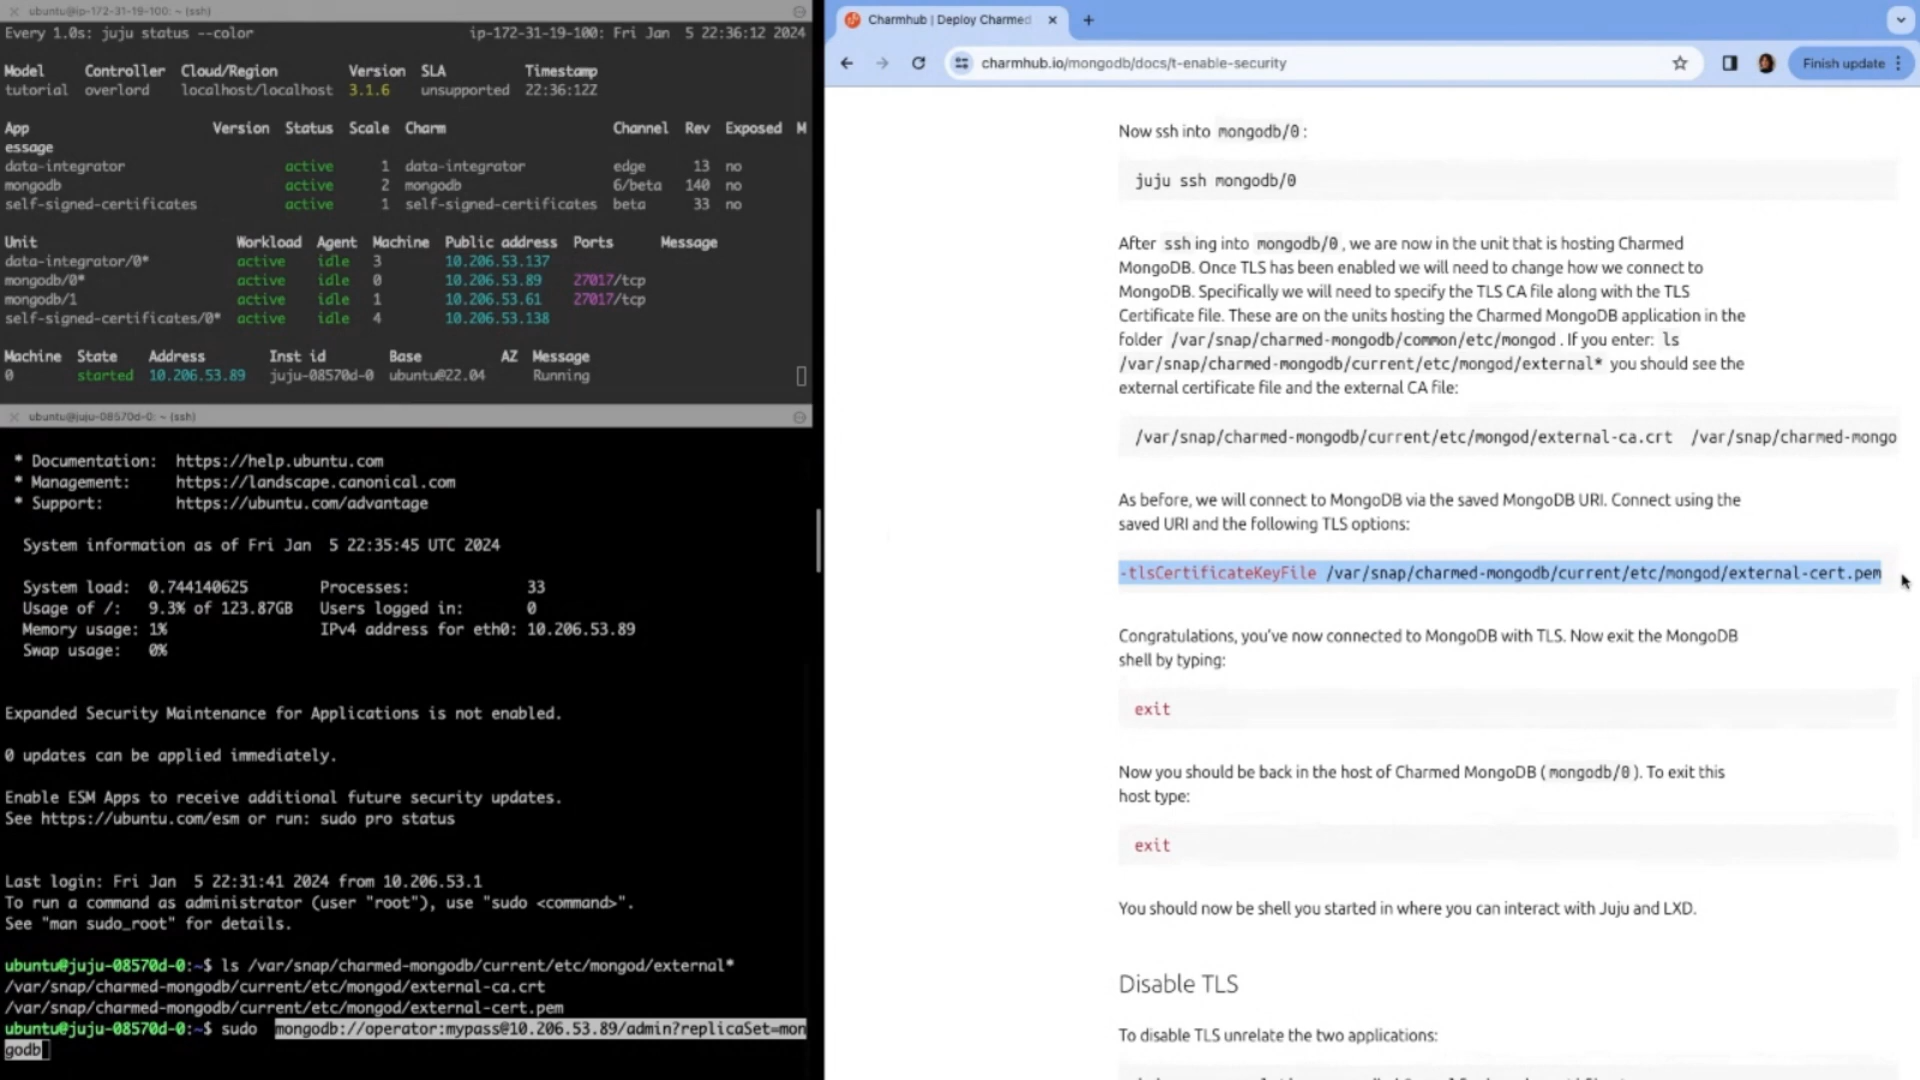 ubuntu@ip-172-31-19-100: ~ (ssh)
Every 1.0s: juju status --color ip-172-31-19-100: Fri Jan 5 22:36:12 2024
Model Controller Cloud/Region Version SLA Timestamp
tutorial overlord localhost/localhost 3.1.6 unsupported 22:36:12Z
App Version Status Scale Charm Channel Rev Exposed M
essage
data-integrator active 1 data-integrator edge 13 no
mongodb active 2 mongodb 6/beta 140 no
self-signed-certificates active 1 self-signed-certificates beta 33 no
Unit Workload Agent Machine Public address Ports Message
data-integrator/0* active idle 3 10.206.53.137
mongodb/0* active idle 0 10.206.53.89 27017/tcp
mongodb/1 active idle 1 10.206.53.61 27017/tcp
self-signed-certificates/0* active idle 4 10.206.53.138
Machine State Address Inst id Base AZ Message
0 started 10.206.53.89 juju-08570d-0 ubuntu@22.04 Running
ubuntu@juju-08570d-0: ~ (ssh)
* Documentation: https://help.ubuntu.com
* Management: https://landscape.canonical.com
* Support: https://ubuntu.com/advantage
System information as of Fri Jan 5 22:35:45 UTC 2024
System load: 0.744140625 Processes: 33
Usage of /: 9.3% of 123.87GB Users logged in: 0
Memory usage: 1% IPv4 address for eth0: 10.206.53.89
Swap usage: 0%
Expanded Security Maintenance for Applications is not enabled.
0 updates can be applied immediately.
Enable ESM Apps to receive additional future security updates.
See https://ubuntu.com/esm or run: sudo pro status
Last login: Fri Jan 5 22:31:41 2024 from 10.206.53.1
To run a command as administrator (user "root"), use "sudo <command>".
See "man sudo_root" for details.
ubuntu@juju-08570d-0:~$ ls /var/snap/charmed-mongodb/current/etc/mongod/external*
/var/snap/charmed-mongodb/current/etc/mongod/external-ca.crt
/var/snap/charmed-mongodb/current/etc/mongod/external-cert.pem
ubuntu@juju-08570d-0:~$ sudo mongodb://operator:mypass@10.206.53.89/admin?replicaSet=mon
godb
Charmhub | Deploy Charmed
charmhub.io/mongodb/docs/t-enable-security
Finish update
Now ssh into mongodb/0:
juju ssh mongodb/0
After ssh ing into mongodb/0, we are now in the unit that is hosting Charmed
MongoDB. Once TLS has been enabled we will need to change how we connect to
MongoDB. Specifically we will need to specify the TLS CA file along with the TLS
Certificate file. These are on the units hosting the Charmed MongoDB application in the
folder /var/snap/charmed-mongodb/common/etc/mongod. If you enter: ls
/var/snap/charmed-mongodb/current/etc/mongod/external* you should see the
external certificate file and the external CA file:
/var/snap/charmed-mongodb/current/etc/mongod/external-ca.crt /var/snap/charmed-mongo
As before, we will connect to MongoDB via the saved MongoDB URI. Connect using the
saved URI and the following TLS options:
-tlsCertificateKeyFile /var/snap/charmed-mongodb/current/etc/mongod/external-cert.pem
Congratulations, you've now connected to MongoDB with TLS. Now exit the MongoDB
shell by typing:
exit
Now you should be back in the host of Charmed MongoDB (mongodb/0). To exit this
host type:
exit
You should now be shell you started in where you can interact with Juju and LXD.
Disable TLS
To disable TLS unrelate the two applications: